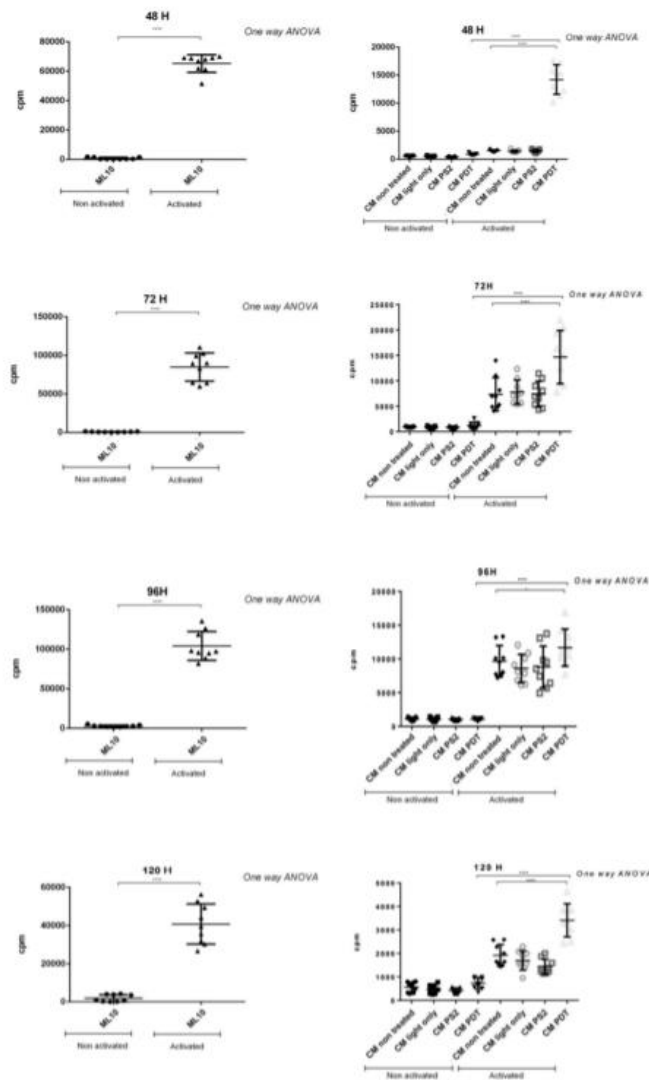 48 H
One way ANOVA
****
80000
60000
40000
20000
0
cpm
ML10
ML10
Non activated
Activated
48 H
One way ANOVA
****
****
20000
15000
10000
5000
0
cpm
CM non treated
CM light only
CM PS2
CM PDT
CM non treated
CM light only
CM PS2
CM PDT
Non activated
Activated
72 H
One way ANOVA
****
150000
100000
50000
0
cpm
ML10
ML10
Non activated
Activated
72H
One way ANOVA
****
****
25000
20000
15000
10000
5000
0
cpm
CM non treated
CM light only
CM PS2
CM PDT
CM non treated
CM light only
CM PS2
CM PDT
Non activated
Activated
96H
One way ANOVA
****
150000
100000
50000
0
cpm
ML10
ML10
Non activated
Activated
96H
One way ANOVA
****
*
20000
15000
10000
5000
0
cpm
CM non treated
CM light only
CM PS2
CM PDT
CM non treated
CM light only
CM PS2
CM PDT
Non activated
Activated
120 H
One way ANOVA
****
60000
40000
20000
0
cpm
ML10
ML10
Non activated
Activated
120 H
One way ANOVA
****
****
5000
4000
3000
2000
1000
0
cpm
CM non treated
CM light only
CM PS2
CM PDT
CM non treated
CM light only
CM PS2
CM PDT
Non activated
Activated